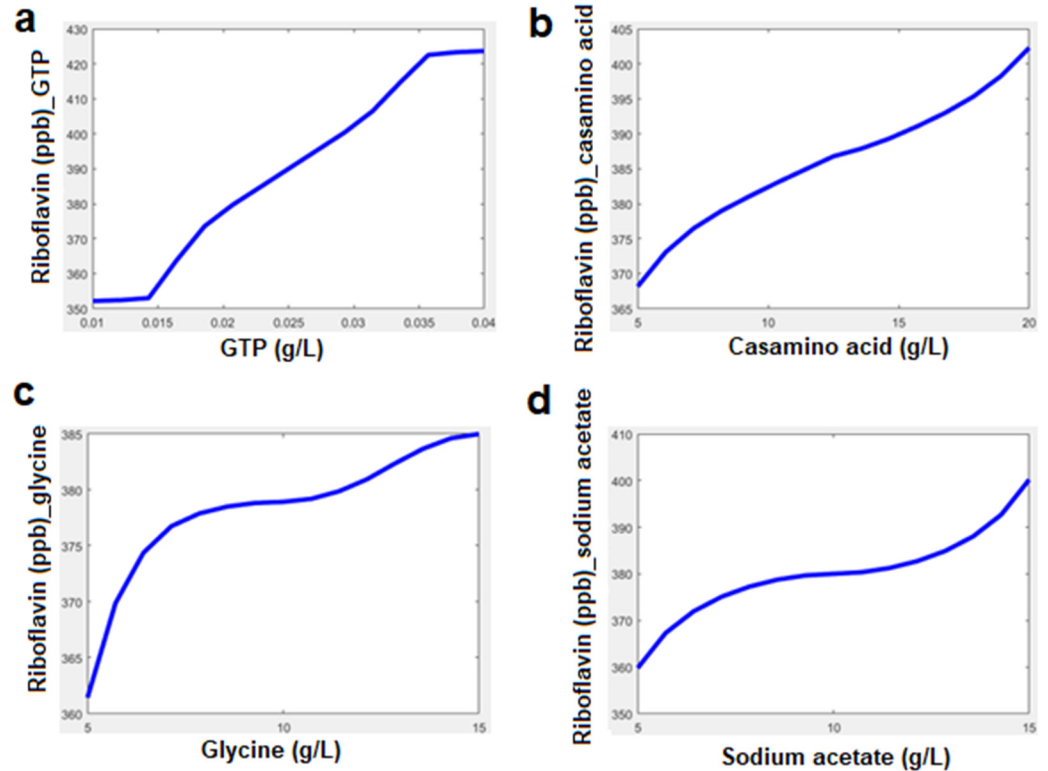 a
Riboflavin (ppb)_GTP
430
420
410
400
390
380
370
360
350
0.01 0.015 0.02 0.025 0.03 0.035 0.04
GTP (g/L)
b
Riboflavin (ppb)_casamino acid
405
400
395
390
385
380
375
370
365
5 10 15 20
Casamino acid (g/L)
c
Riboflavin (ppb)_glycine
385
380
375
370
365
360
5 10 15
Glycine (g/L)
d
Riboflavin (ppb)_sodium acetate
410
400
390
380
370
360
350
5 10 15
Sodium acetate (g/L)